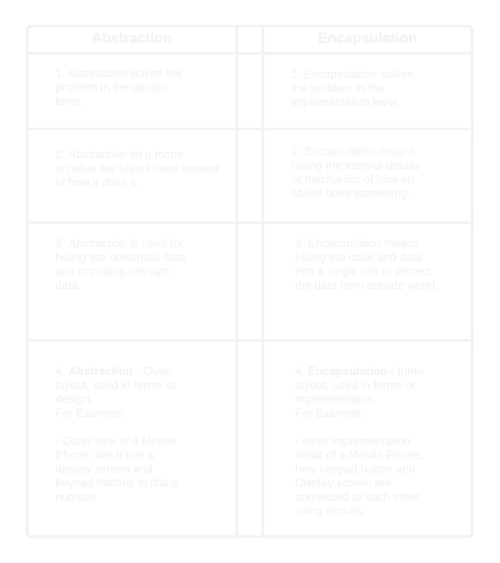 Abstraction
Encapsulation
1. Abstraction solves the
problem in the design
level.
1. Encapsulation solves
the problem in the
implementation level
2. Abstraction let u focus
on what the object does instead
of how it does it.
2. Encapsulation means
hiding the internal details
of mechanics of how an
object does something.
3. Abstraction is used for
hiding the unwanted data
and providing relevant
data.
3. Encapsulation means
hiding the code and data
into a single unit to protect
the data from outside world.
4. Abstraction - Outer
layout, used in terms of
design.
For Example:
- Outer look of a Mobile
Phone, like it has a
display screen and
keypad buttons to dial a
number.
4. Encapsulation - Inner
layout, used in terms of
implementation.
For Example:
- Inner implementation
detail of a Mobile Phone,
how keypad button and
Display screen are
connected to each other
using circuits.